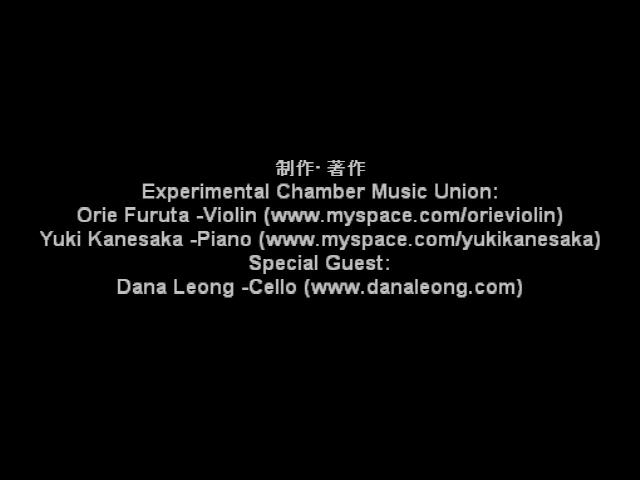 制作·著作
Experimental Chamber Music Union:
Orie Furuta -Violin (www.myspace.com/orieviolin)
Yuki Kanesaka -Piano (www.myspace.com/yukikanesaka)
Special Guest:
Dana Leong -Cello (www.danaleong.com)